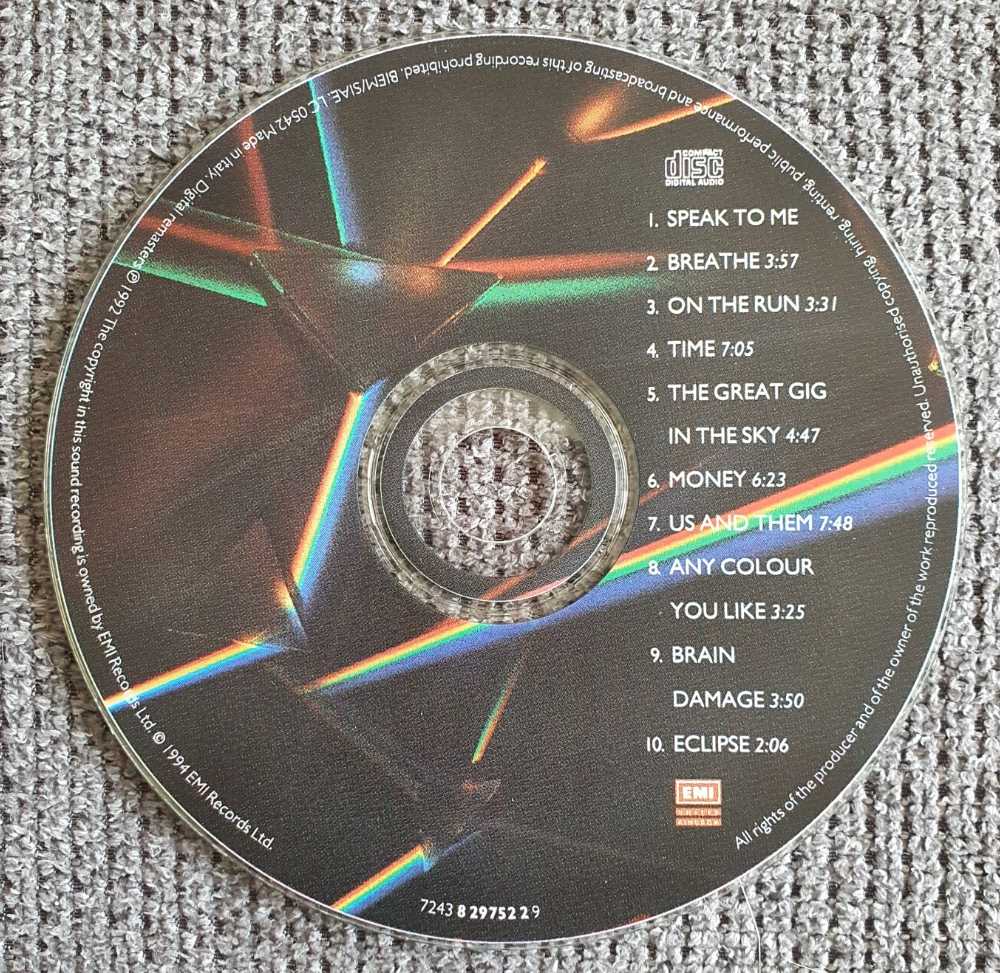 COMPACT
disc
DIGITAL AUDIO
1. SPEAK TO ME
2. BREATHE 3:57
3. ON THE RUN 3:31
4. TIME 7:05
5. THE GREAT GIG
IN THE SKY 4:47
6. MONEY 6:23
7. US AND THEM 7:48
8. ANY COLOUR
YOU LIKE 3:25
9. BRAIN
DAMAGE 3:50
10. ECLIPSE 2:06
EMI
UNITED
KINGDOM
7243 8 29752 2 9
All rights of the producer and of the owner of the work reproduced reserved. Unauthorised copying, hiring, renting, public performance and broadcasting of this recording prohibited. BIEM/SIAE. LC 0542 Made in Italy. Digital remasters ℗ 1992 The copyright in this sound recording is owned by EMI Records Ltd. © 1994 EMI Records Ltd.